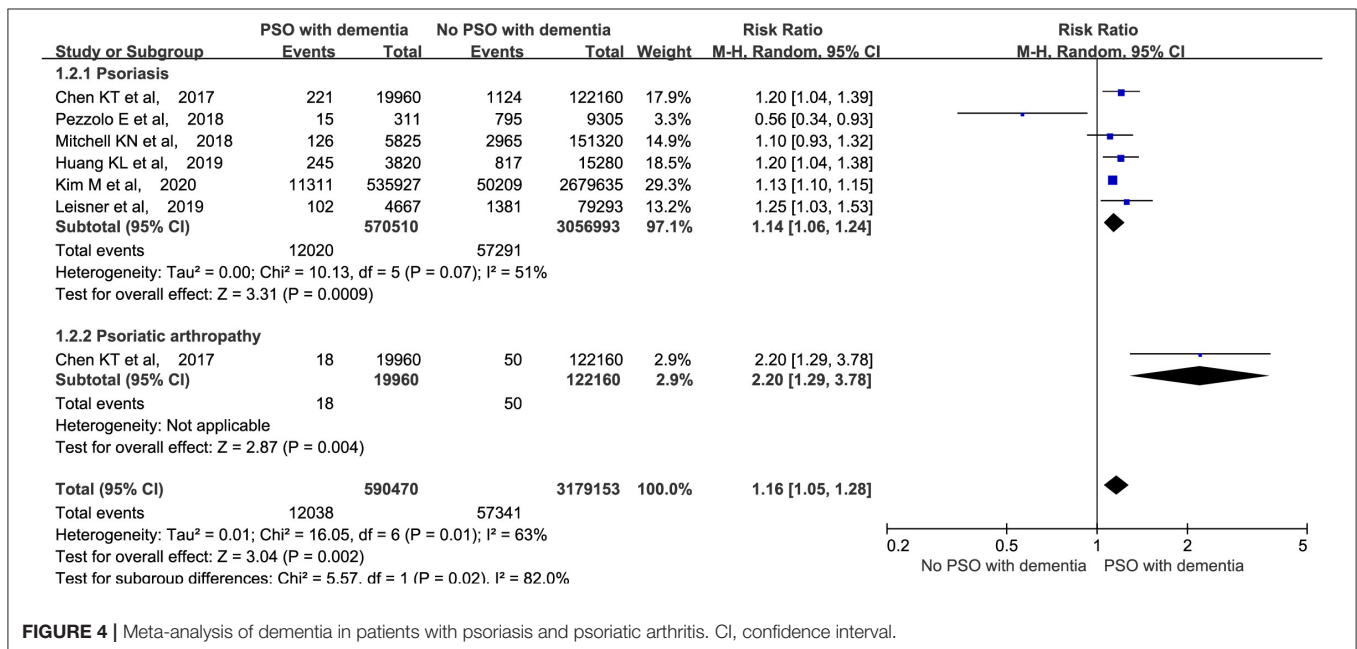 PSO with dementia No PSO with dementia Risk Ratio Risk Ratio
Study or Subgroup Events Total Events Total Weight M-H, Random, 95% CI M-H, Random, 95% CI
1.2.1 Psoriasis
Chen KT et al, 2017 221 19960 1124 122160 17.9% 1.20 [1.04, 1.39]
Pezzolo E et al, 2018 15 311 795 9305 3.3% 0.56 [0.34, 0.93]
Mitchell KN et al, 2018 126 5825 2965 151320 14.9% 1.10 [0.93, 1.32]
Huang KL et al, 2019 245 3820 817 15280 18.5% 1.20 [1.04, 1.38]
Kim M et al, 2020 11311 535927 50209 2679635 29.3% 1.13 [1.10, 1.15]
Leisner et al, 2019 102 4667 1381 79293 13.2% 1.25 [1.03, 1.53]
Subtotal (95% CI) 570510 3056993 97.1% 1.14 [1.06, 1.24]
Total events 12020 57291
Heterogeneity: Tau² = 0.00; Chi² = 10.13, df = 5 (P = 0.07); I² = 51%
Test for overall effect: Z = 3.31 (P = 0.0009)
1.2.2 Psoriatic arthropathy
Chen KT et al, 2017 18 19960 50 122160 2.9% 2.20 [1.29, 3.78]
Subtotal (95% CI) 19960 122160 2.9% 2.20 [1.29, 3.78]
Total events 18 50
Heterogeneity: Not applicable
Test for overall effect: Z = 2.87 (P = 0.004)
Total (95% CI) 590470 3179153 100.0% 1.16 [1.05, 1.28]
Total events 12038 57341
Heterogeneity: Tau² = 0.01; Chi² = 16.05, df = 6 (P = 0.01); I² = 63%
Test for overall effect: Z = 3.04 (P = 0.002)
Test for subgroup differences: Chi² = 5.57, df = 1 (P = 0.02), I² = 82.0%
0.2 0.5 1 2 5
No PSO with dementia PSO with dementia
FIGURE 4 | Meta-analysis of dementia in patients with psoriasis and psoriatic arthritis. CI, confidence interval.